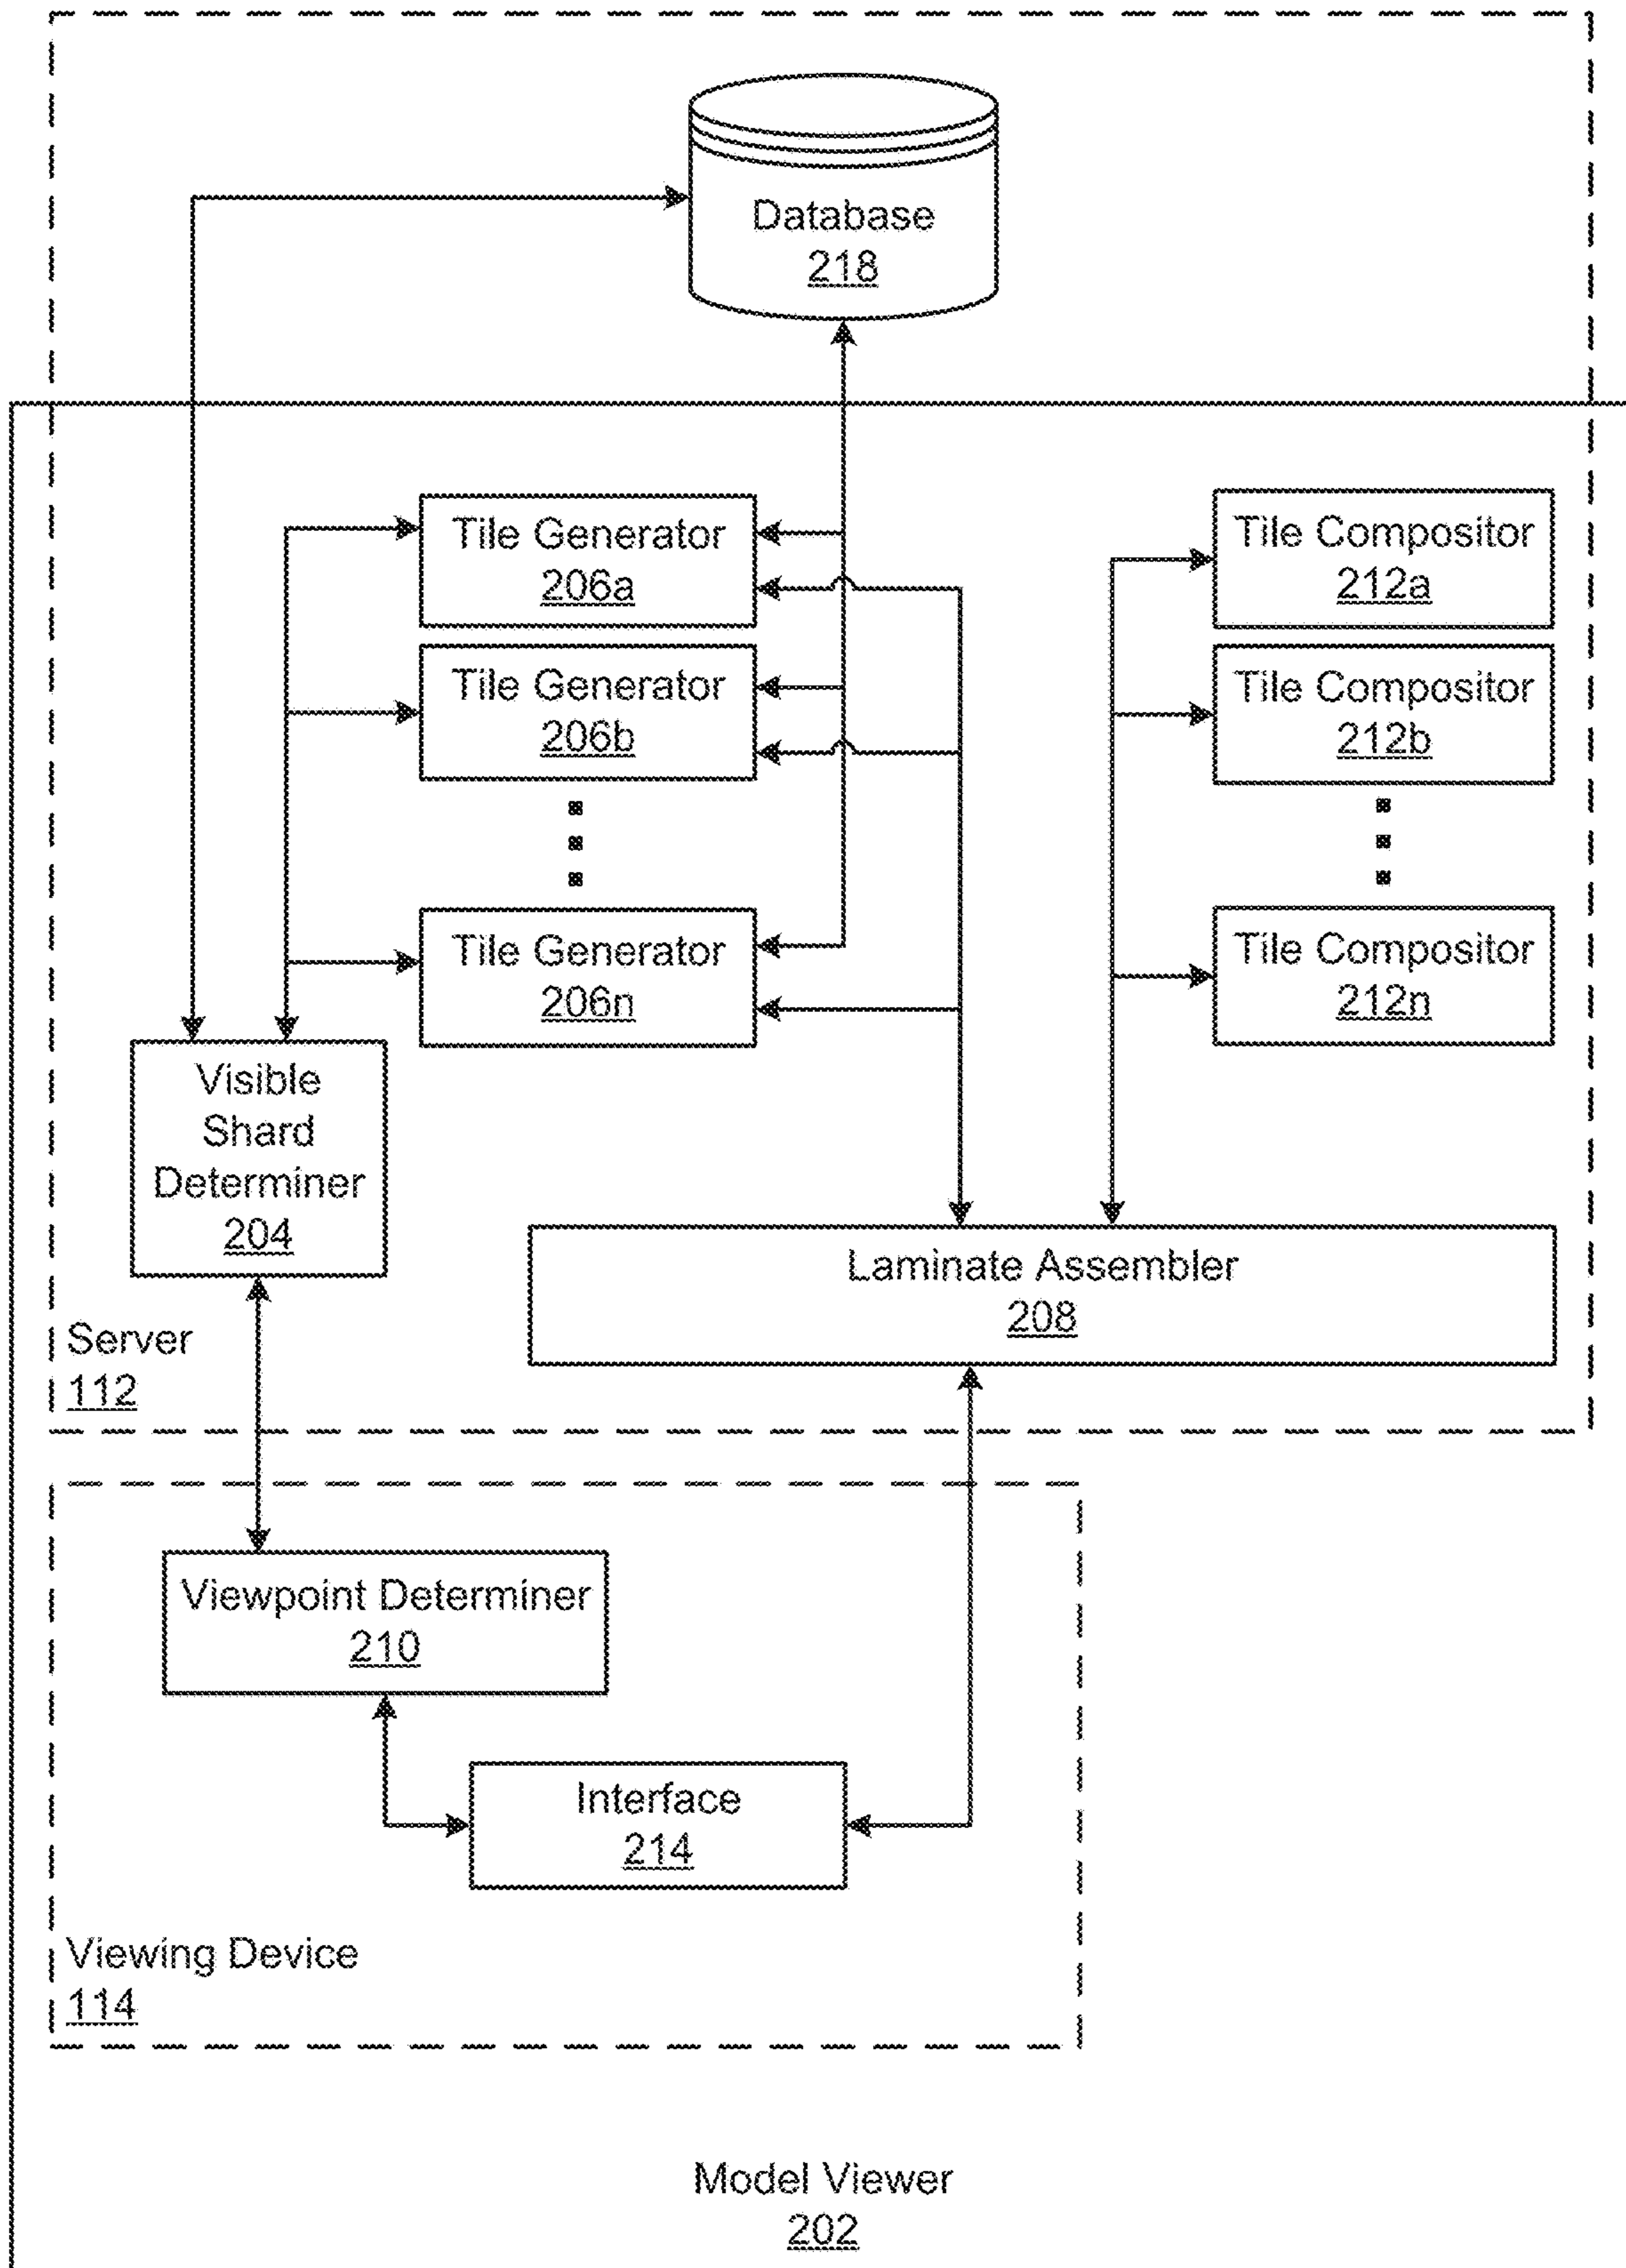 Database
218
Tile Generator
206a
Tile Compositor
212a
Tile Generator
206b
Tile Compositor
212b
Tile Generator
206n
Tile Compositor
212n
Visible
Shard
Determiner
204
Laminate Assembler
208
Server
112
Viewpoint Determiner
210
Interface
214
Viewing Device
114
Model Viewer
202